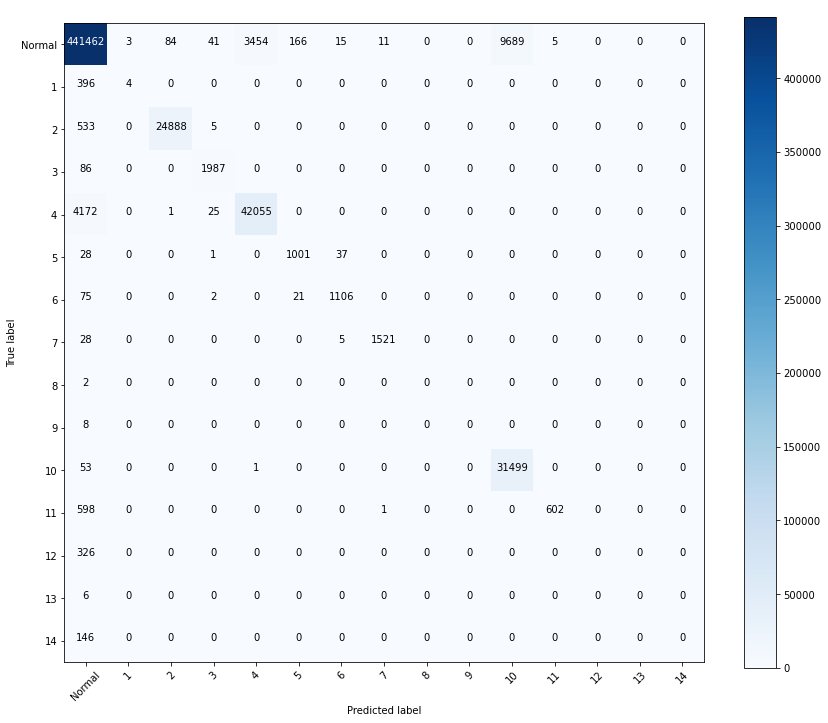 Normal 441462 3 84 41 3454 166 15 11 0 0 9689 5 0 0 0
1 396 4 0 0 0 0 0 0 0 0 0 0 0 0 0
2 533 0 24888 5 0 0 0 0 0 0 0 0 0 0 0
3 86 0 0 1987 0 0 0 0 0 0 0 0 0 0 0
4 4172 0 1 25 42055 0 0 0 0 0 0 0 0 0 0
5 28 0 0 1 0 1001 37 0 0 0 0 0 0 0 0
6 75 0 0 2 0 21 1106 0 0 0 0 0 0 0 0
7 28 0 0 0 0 0 5 1521 0 0 0 0 0 0 0
8 2 0 0 0 0 0 0 0 0 0 0 0 0 0 0
9 8 0 0 0 0 0 0 0 0 0 0 0 0 0 0
10 53 0 0 0 1 0 0 0 0 0 31499 0 0 0 0
11 598 0 0 0 0 0 0 1 0 0 0 602 0 0 0
12 326 0 0 0 0 0 0 0 0 0 0 0 0 0 0
13 6 0 0 0 0 0 0 0 0 0 0 0 0 0 0
14 146 0 0 0 0 0 0 0 0 0 0 0 0 0 0
Normal 1 2 3 4 5 6 7 8 9 10 11 12 13 14
Predicted label
True label
400000
350000
300000
250000
200000
150000
100000
50000
0